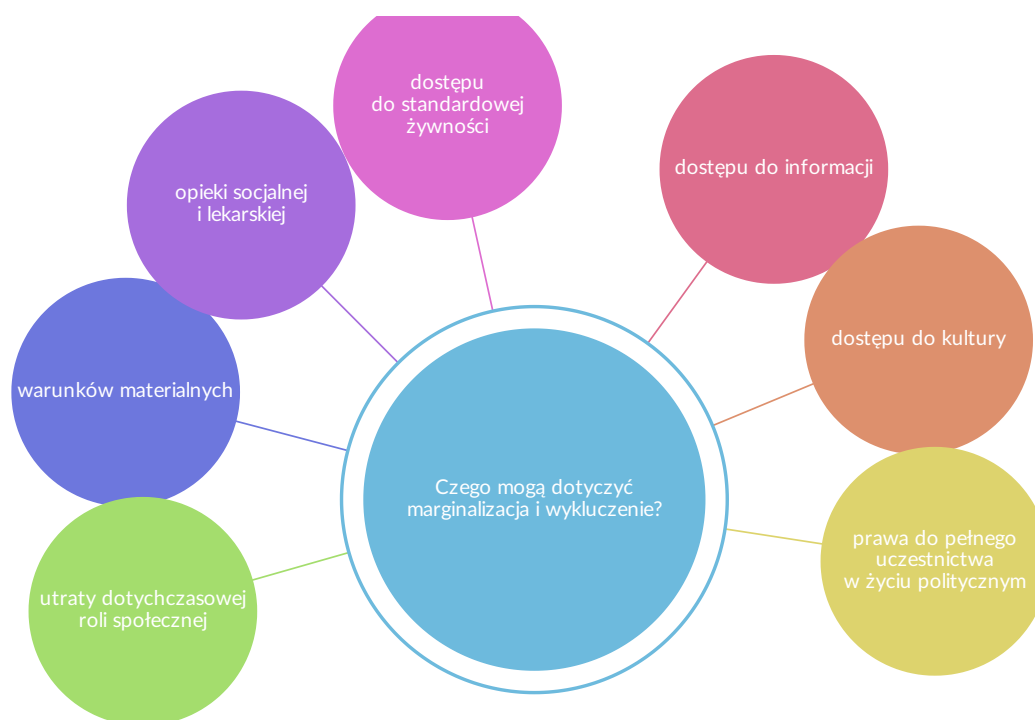 dostępu
do standardowej
żywności
dostępu do informacji
opieki socjalnej
i lekarskiej
dostępu do kultury
warunków materialnych
Czego mogą dotyczyć
marginalizacja i wykluczenie?
prawa do pełnego
uczestnictwa
w życiu politycznym
utraty dotychczasowej
roli społecznej